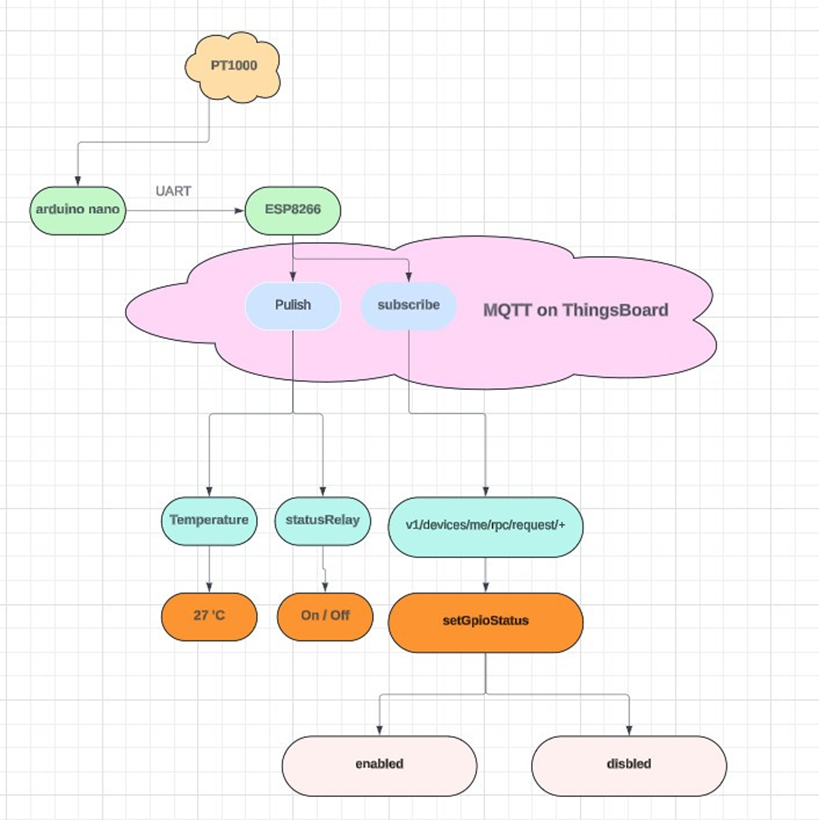 PT1000
UART
arduino nano
ESP8266
Pulish
subscribe
MQTT on ThingsBoard
Temperature
statusRelay
v1/devices/me/rpc/request/+
27 'C
On / Off
setGpioStatus
enabled
disbled